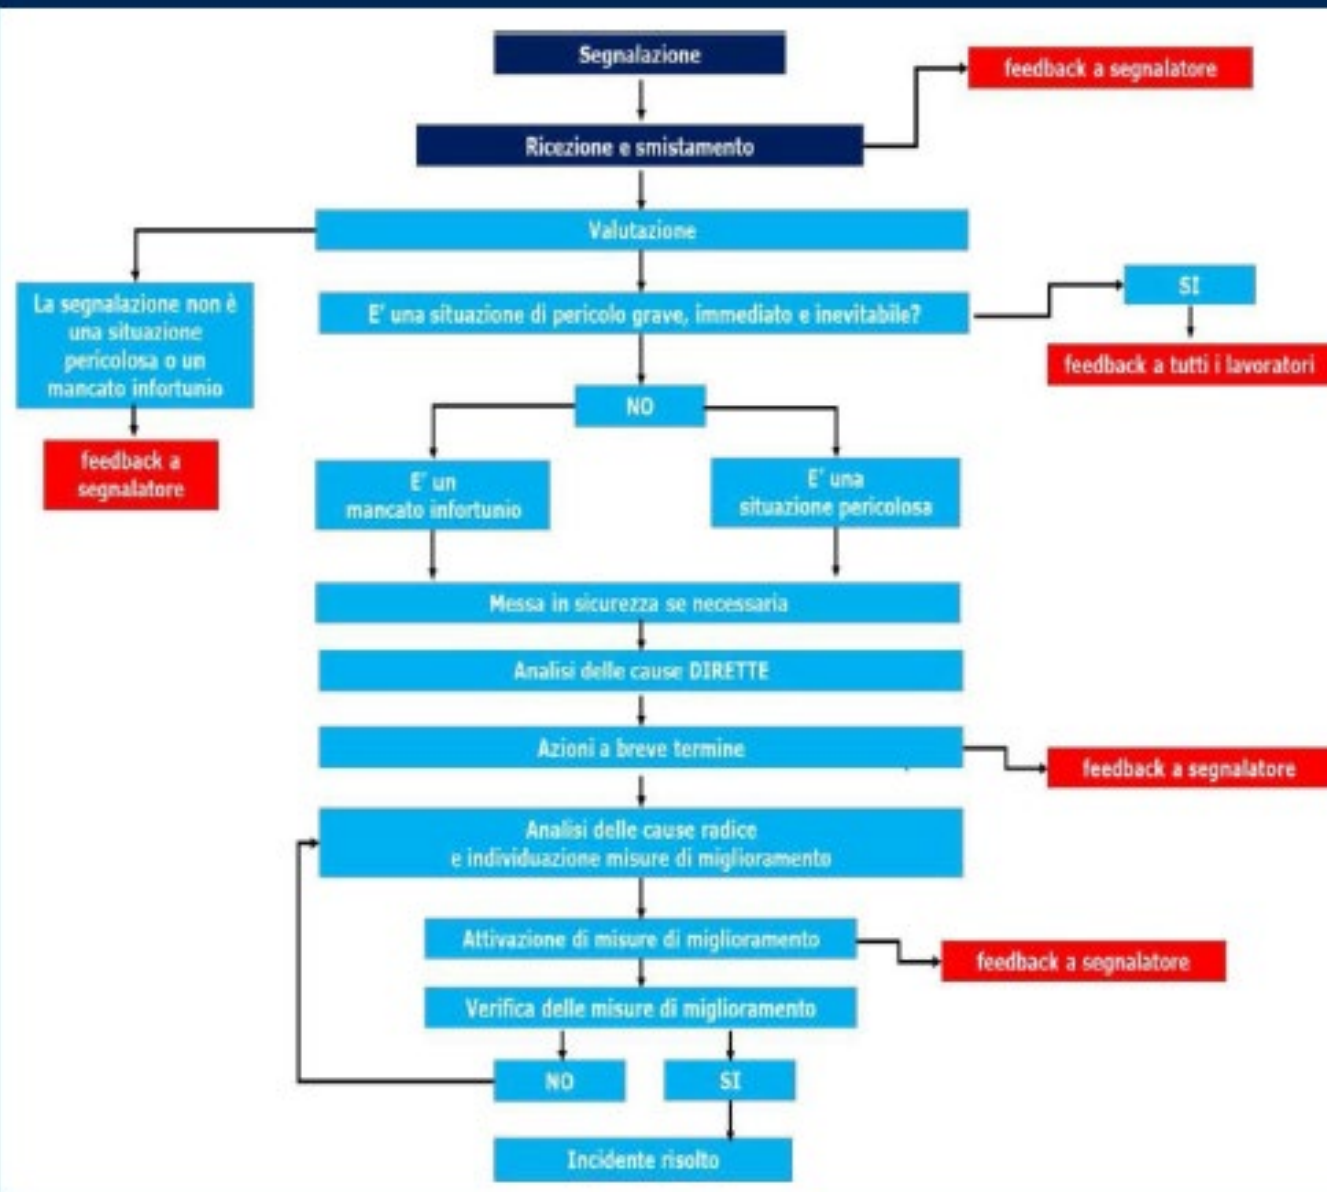 Segnalazione
feedback a segnalatore
Ricezione e smistamento
Valutazione
La segnalazione non è
una situazione
pericolosa o un
mancato infortunio
E' una situazione di pericolo grave, immediato e inevitabile?
SI
feedback a tutti i lavoratori
NO
feedback a
segnalatore
E' un
mancato infortunio
E' una
situazione pericolosa
Messa in sicurezza se necessaria
Analisi delle cause DIRETTE
Azioni a breve termine
feedback a segnalatore
Analisi delle cause radice
e individuazione misure di miglioramento
Attivazione di misure di miglioramento
feedback a segnalatore
Verifica delle misure di miglioramento
NO
SI
Incidente risolto